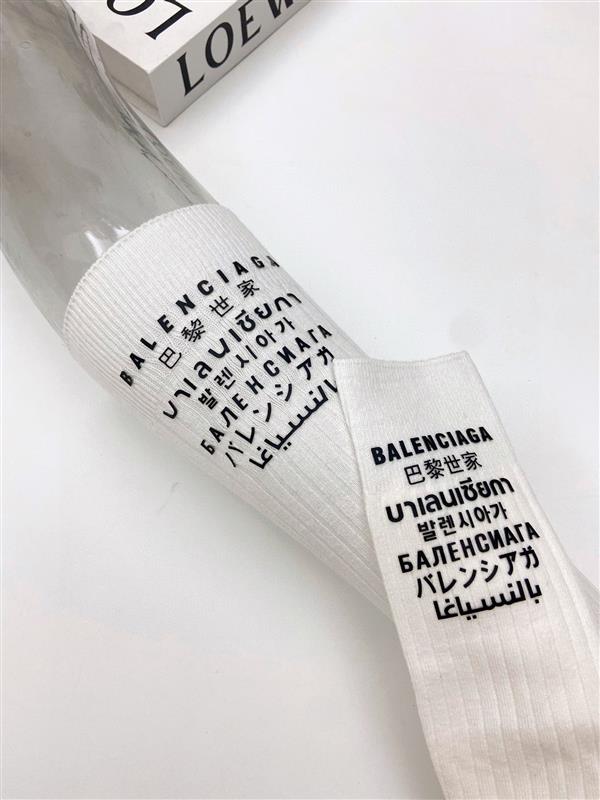 LO
LOEW
BALENCIAGA
巴黎世家
บาเลนเซียกา
발렌시아가
БАЛЕНСИАГА
バレンシアガ
بالنسياغا
BALENCIAGA
巴黎世家
บาเลนเซียกา
발렌시아가
БАЛЕНСИАГА
バレンシアガ
بالنسياغا